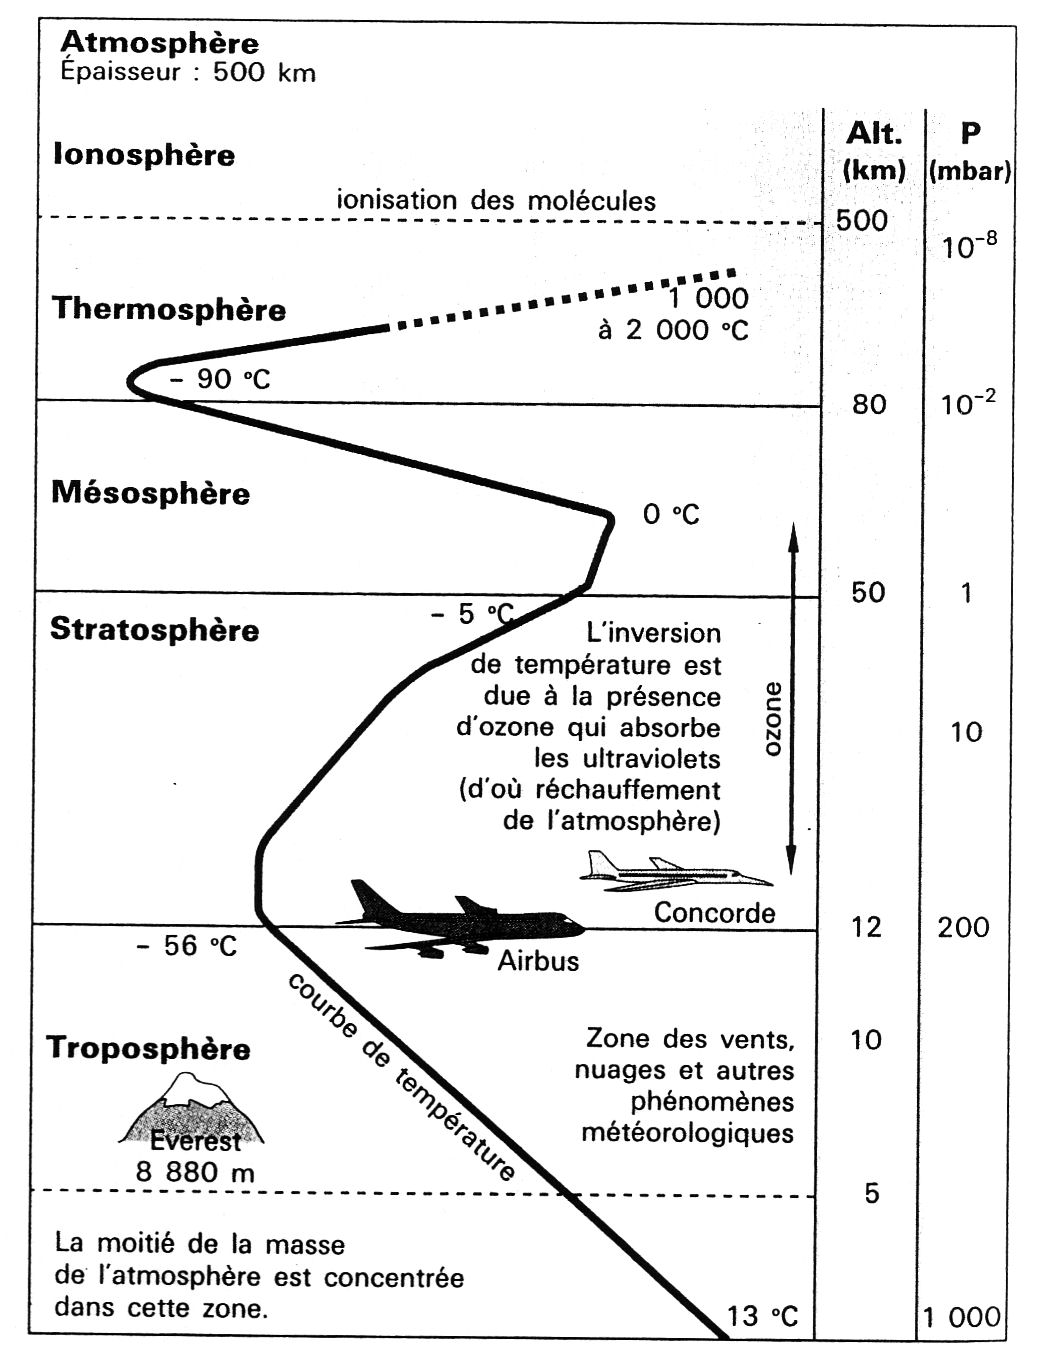 Atmosphère
Épaisseur : 500 km
Alt.
(km)
P
(mbar)
Ionosphère
ionisation des molécules
500
10⁻⁸
Thermosphère
1 000
à 2 000 °C
– 90 °C
80
10⁻²
Mésosphère
0 °C
50
1
– 5 °C
Stratosphère
L'inversion
de température est
due à la présence
d'ozone qui absorbe
les ultraviolets
(d'où réchauffement
de l'atmosphère)
ozone
10
Concorde
12
200
– 56 °C
Airbus
courbe de température
Troposphère
Zone des vents,
nuages et autres
phénomènes
météorologiques
10
Everest
8 880 m
5
La moitié de la masse
de l'atmosphère est concentrée
dans cette zone.
13 °C
1 000